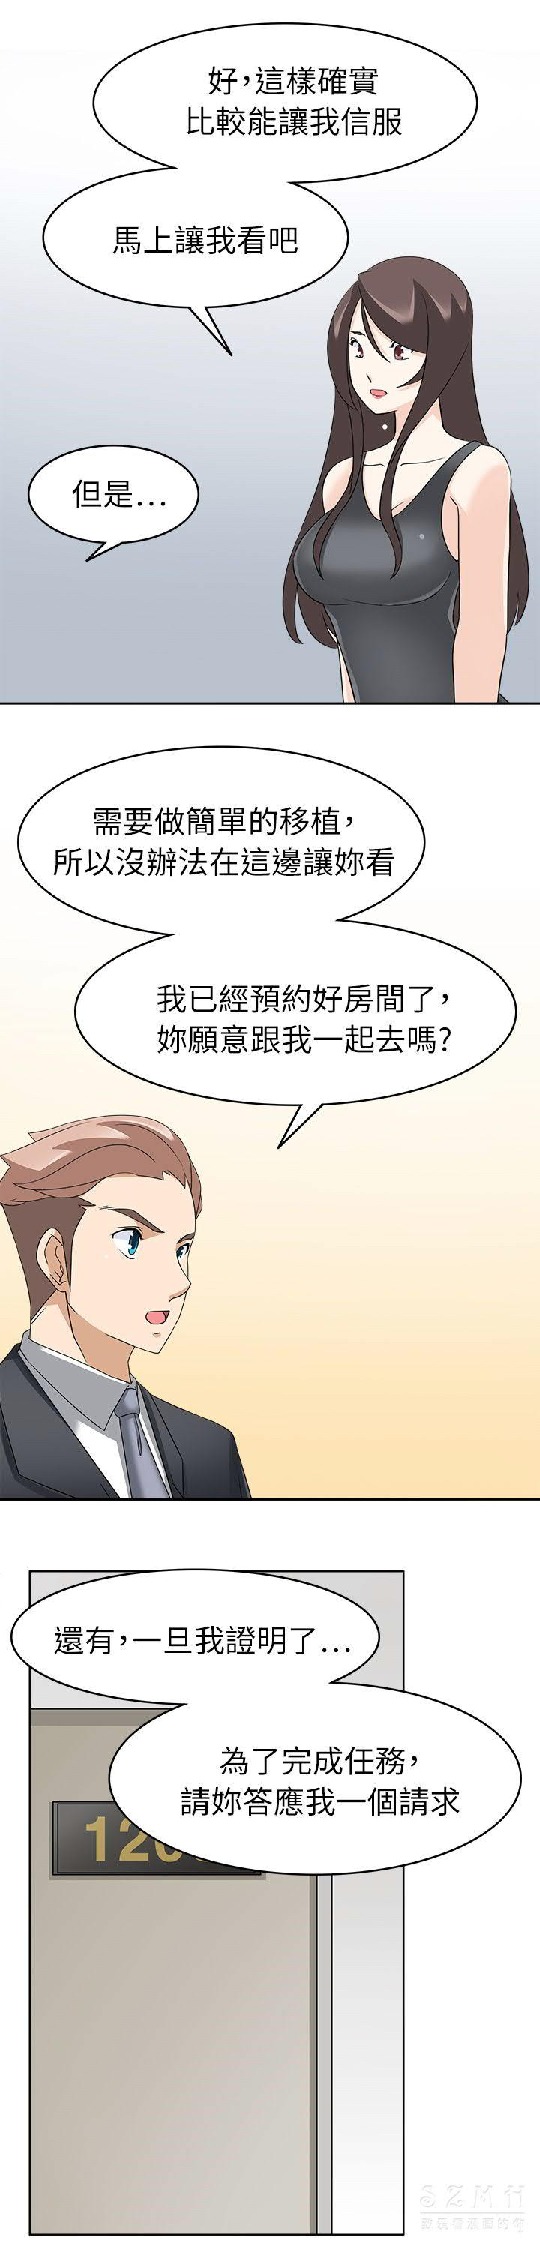 好，這樣確實
比較能讓我信服
馬上讓我看吧
但是...
需要做簡單的移植，
所以沒辦法在這邊讓妳看
我已經預約好房間了，
妳願意跟我一起去嗎?
還有，一旦我證明了...
為了完成任務，
請妳答應我一個請求
120
SZMH